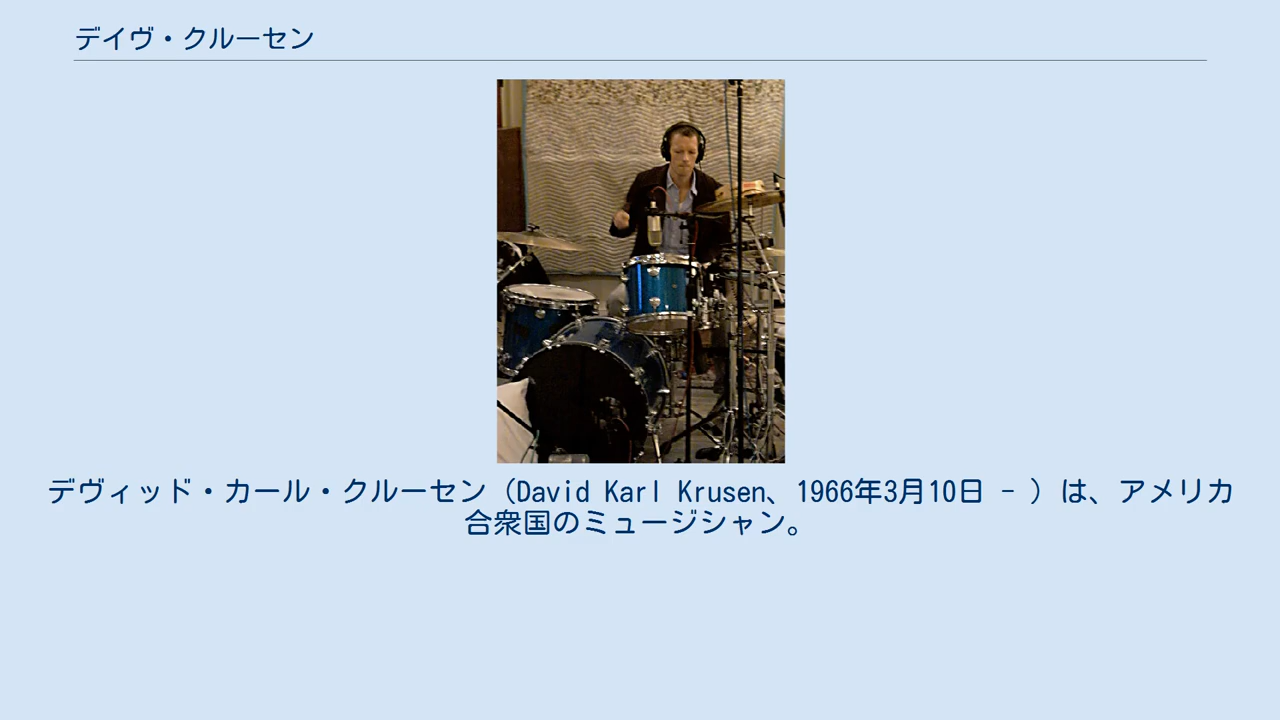 デイヴ・クルーセン
デヴィッド・カール・クルーセン（David Karl Krusen、1966年3月10日 - ）は、アメリカ
合衆国のミュージシャン。